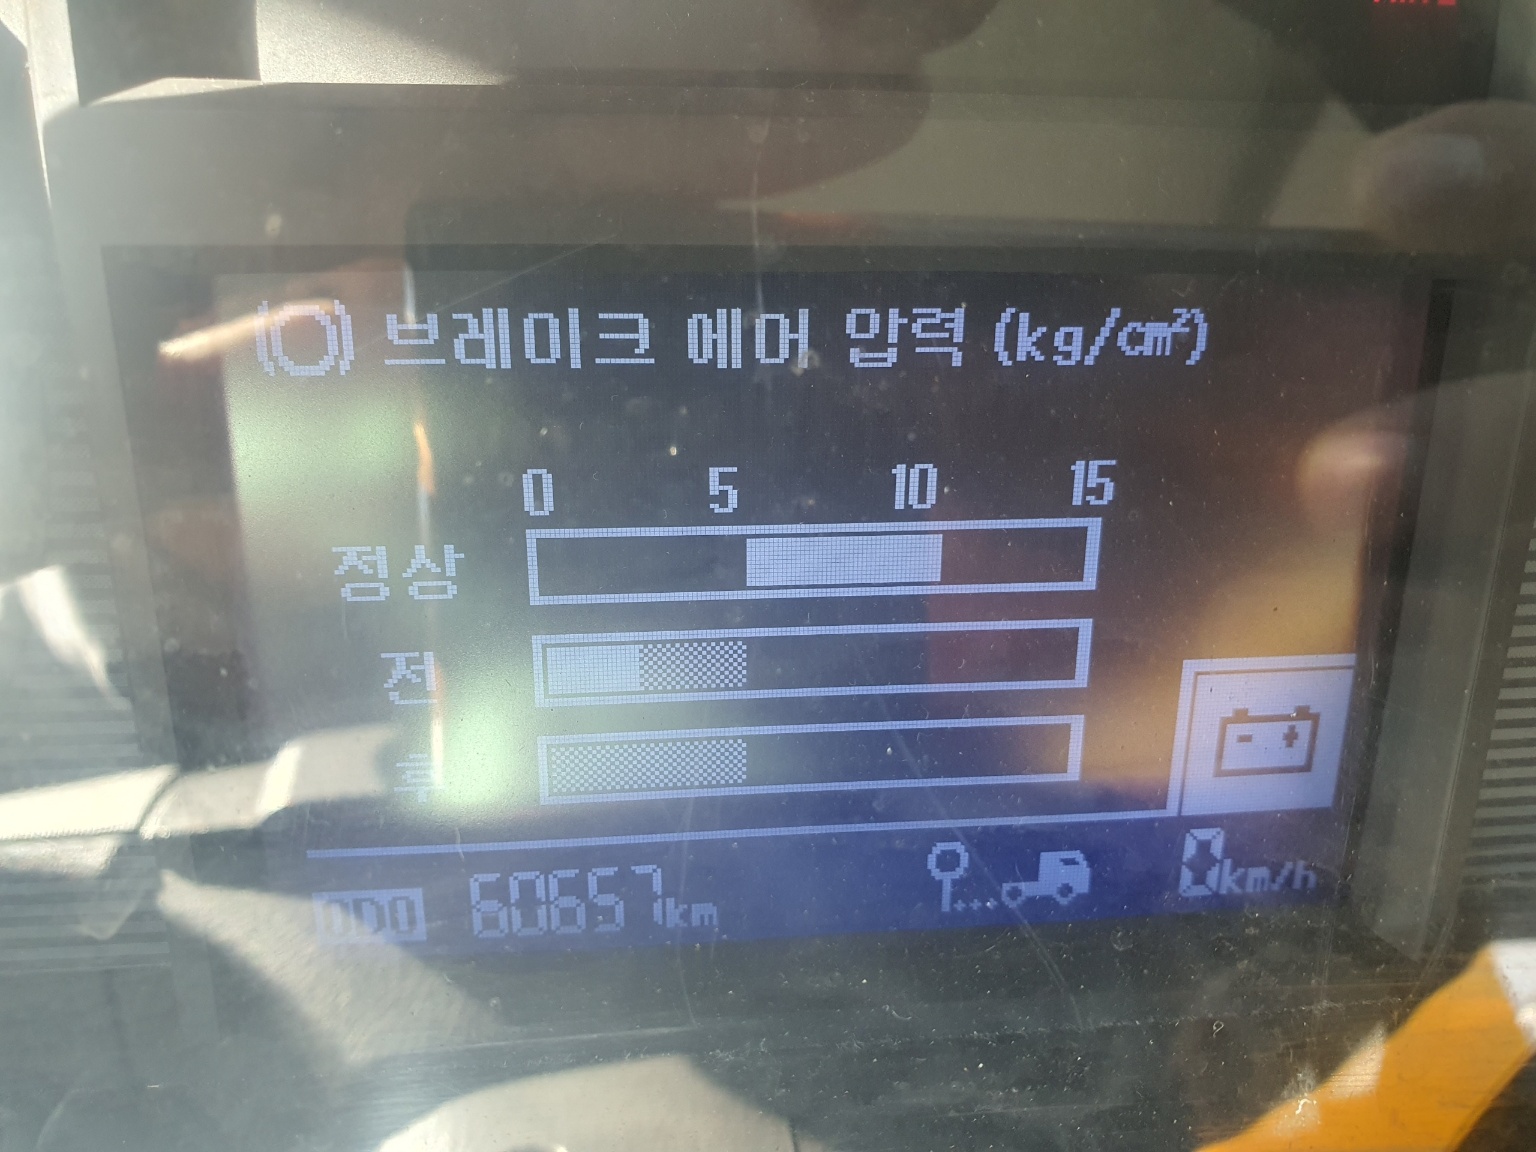 브레이크 에어 압력 (kg/cm²)
0 5 10 15
정상
전
후
ODO 60657km 0km/h